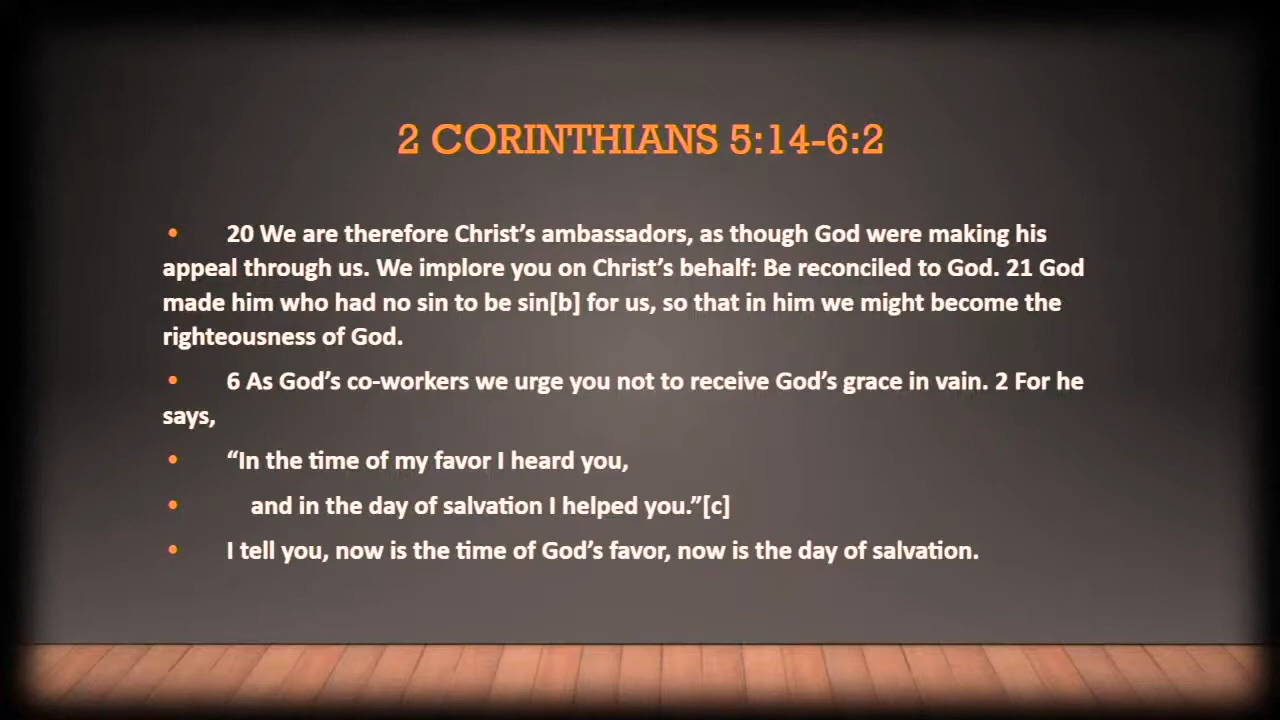 2 CORINTHIANS 5:14-6:2
• 20 We are therefore Christ’s ambassadors, as though God were making his
appeal through us. We implore you on Christ’s behalf: Be reconciled to God. 21 God
made him who had no sin to be sin[b] for us, so that in him we might become the
righteousness of God.
• 6 As God’s co-workers we urge you not to receive God’s grace in vain. 2 For he
says,
• “In the time of my favor I heard you,
• and in the day of salvation I helped you.”[c]
• I tell you, now is the time of God’s favor, now is the day of salvation.